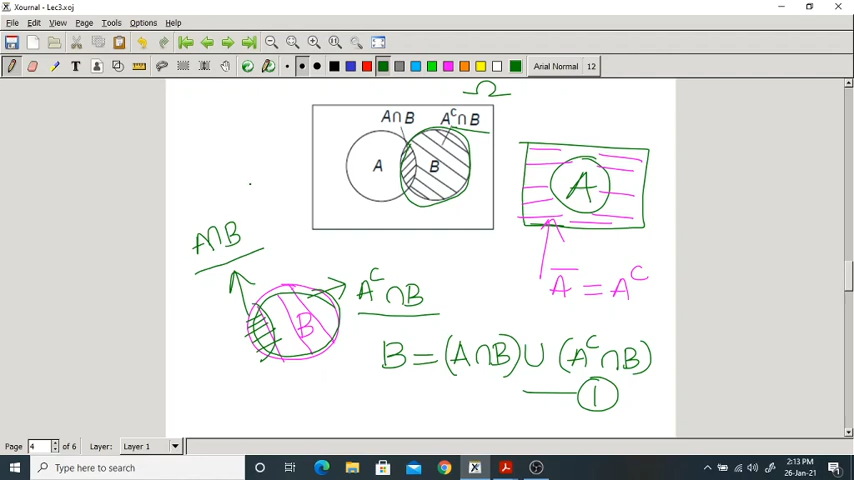 Xournal - Lec3.xoj
File Edit View Page Tools Options Help
T Arial Normal 12
Ω
A∩B Aᶜ∩B
A B
A
A̅ = Aᶜ
A∩B
Aᶜ∩B
B
B = (A∩B) ∪ (Aᶜ∩B)
1
Page 4 of 6 Layer: Layer 1
Type here to search
2:13 PM
26-Jan-21